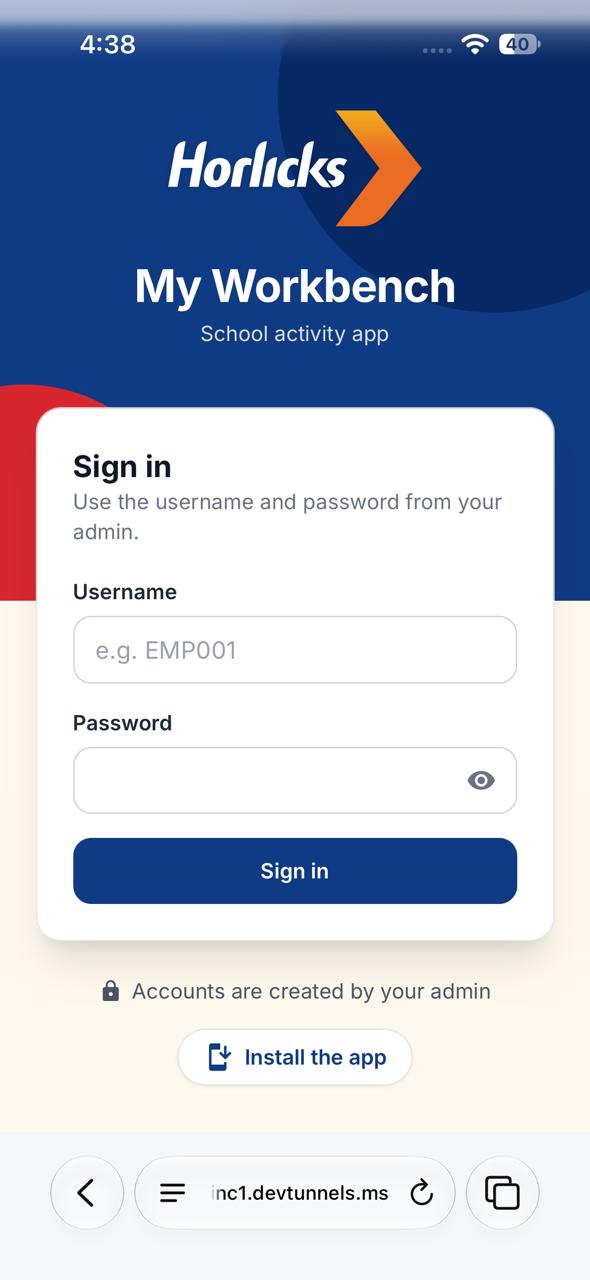 4:38
40
Horlicks
My Workbench
School activity app
Sign in
Use the username and password from your
admin.
Username
e.g. EMP001
Password
Sign in
Accounts are created by your admin
Install the app
inc1.devtunnels.ms